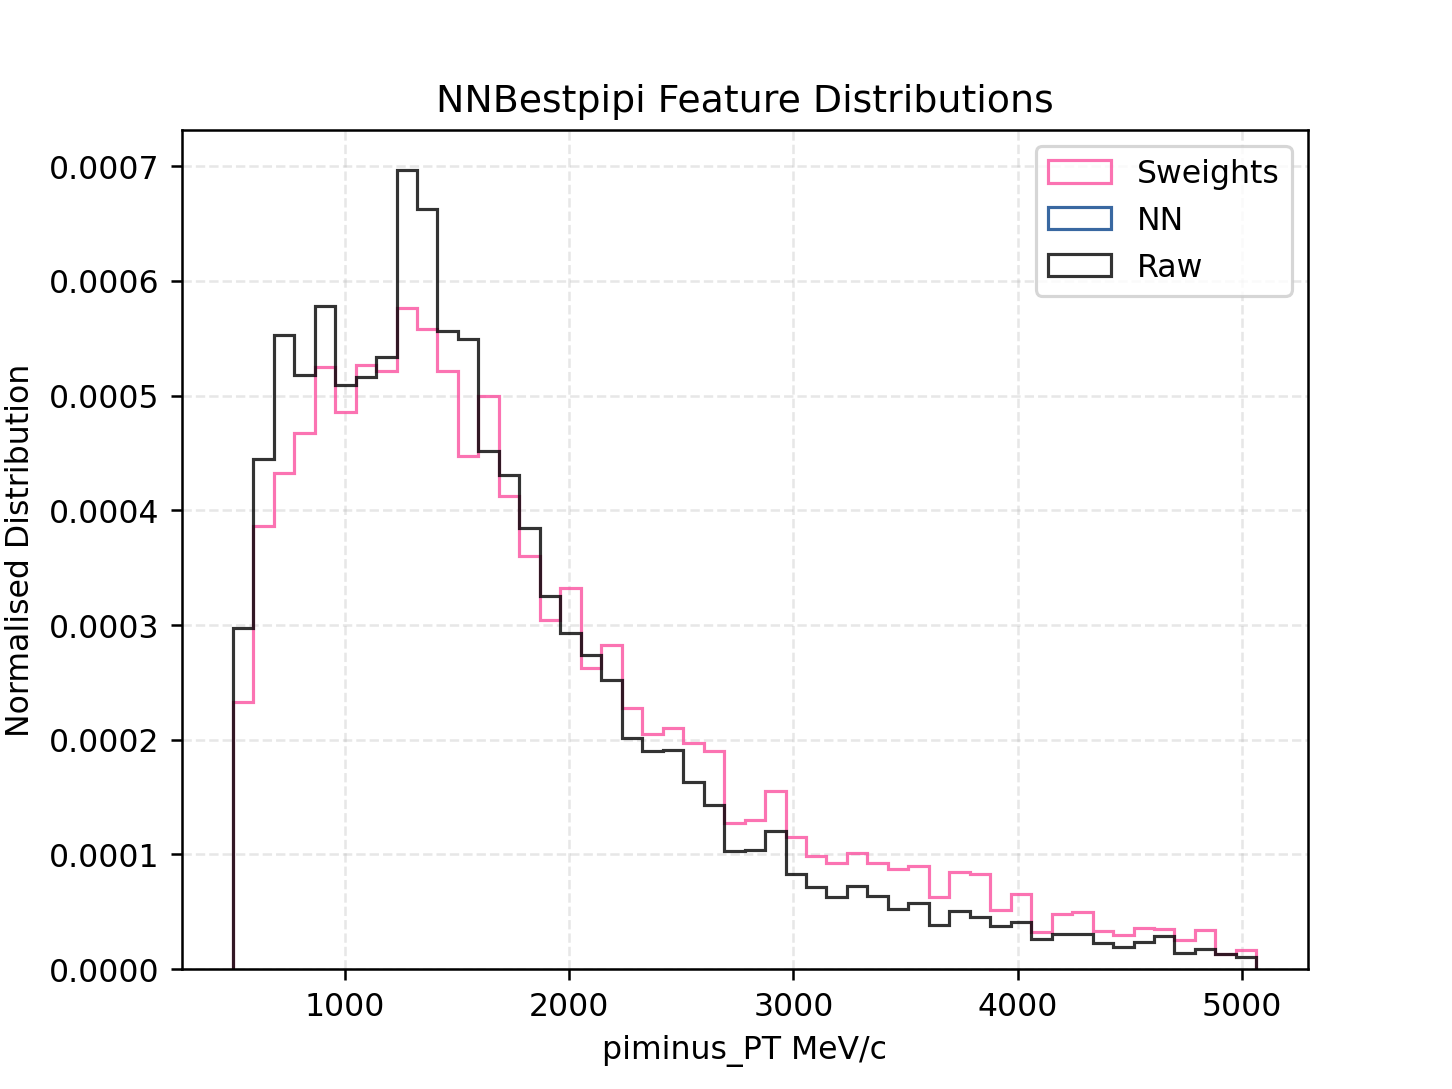 NNBestpipi Feature Distributions
Sweights
NN
Raw
Normalised Distribution
0.0007
0.0006
0.0005
0.0004
0.0003
0.0002
0.0001
0.0000
1000
2000
3000
4000
5000
piminus_PT MeV/c